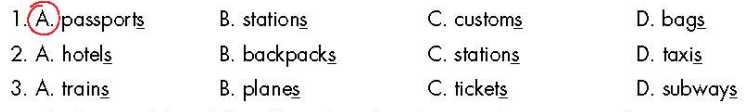 1. A. passports B. stations C. customs D. bags
2. A. hotels B. backpacks C. stations D. taxis
3. A. trains B. planes C. tickets D. subways